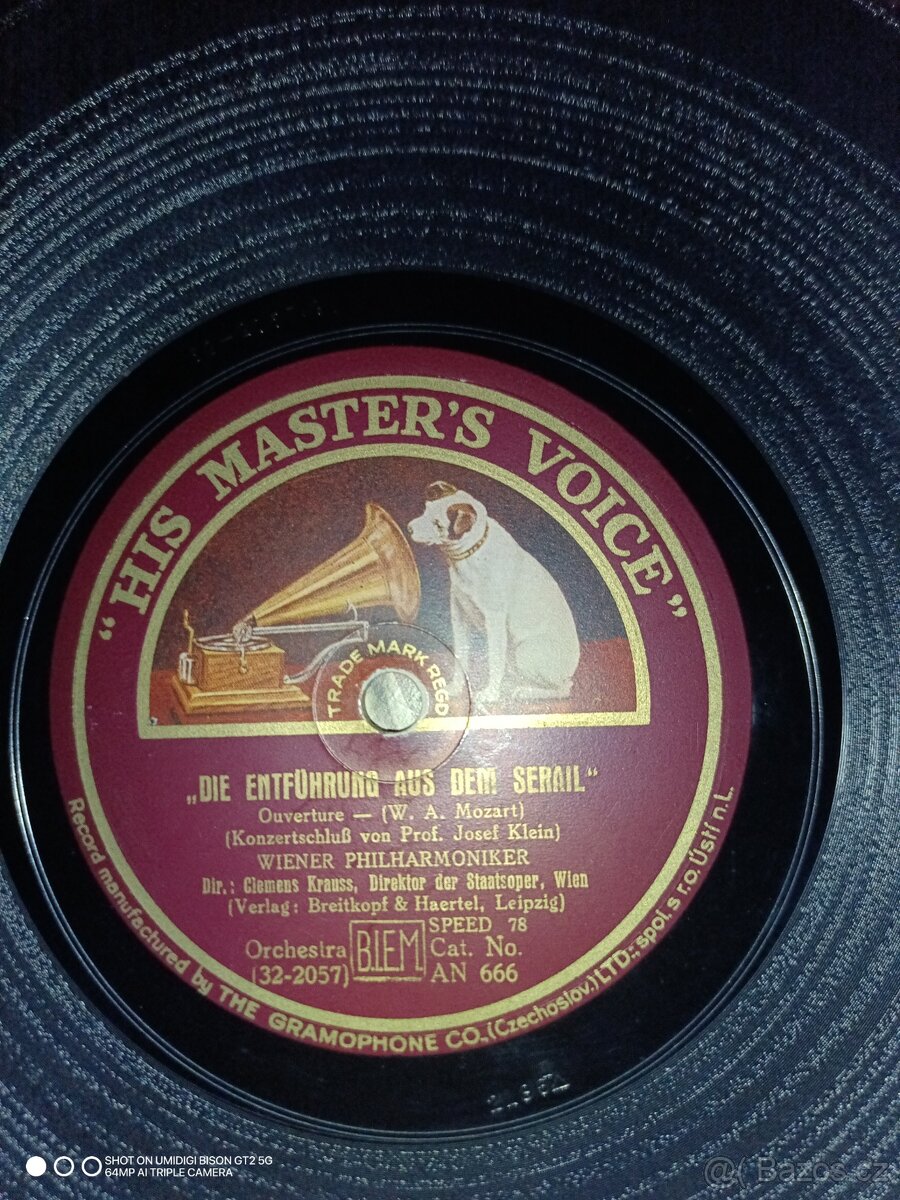 “HIS MASTER'S VOICE”
TRADE MARK REGD
„DIE ENTFÜHRUNG AUS DEM SERAIL“
Ouverture — (W. A. Mozart)
(Konzertschluß von Prof. Josef Klein)
WIENER PHILHARMONIKER
Dir.: Clemens Krauss, Direktor der Staatsoper, Wien
(Verlag: Breitkopf & Haertel, Leipzig)
Orchestra
(32-2057)
BIEM
SPEED 78
Cat. No.
AN 666
Record manufactured by THE GRAMOPHONE CO., (Czechoslov.) LTD:; spol. s r.o. Ústí n. L.
SHOT ON UMIDIGI BISON GT2 5G
64MP AI TRIPLE CAMERA
Bazos.cz